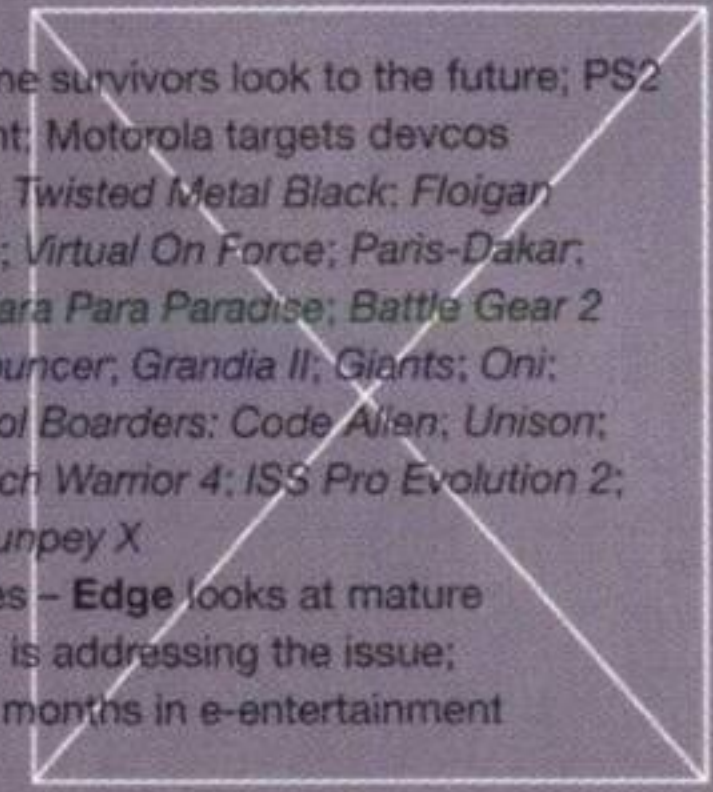 ne survivors look to the future; PS2
nt; Motorola targets devcos
Twisted Metal Black; Floigan
; Virtual On Force; Paris-Dakar;
ara Para Paradise; Battle Gear 2
ouncer; Grandia II; Giants; Oni;
ol Boarders: Code Alien; Unison;
ch Warrior 4; ISS Pro Evolution 2;
unpey X
es – Edge looks at mature
is addressing the issue;
months in e-entertainment